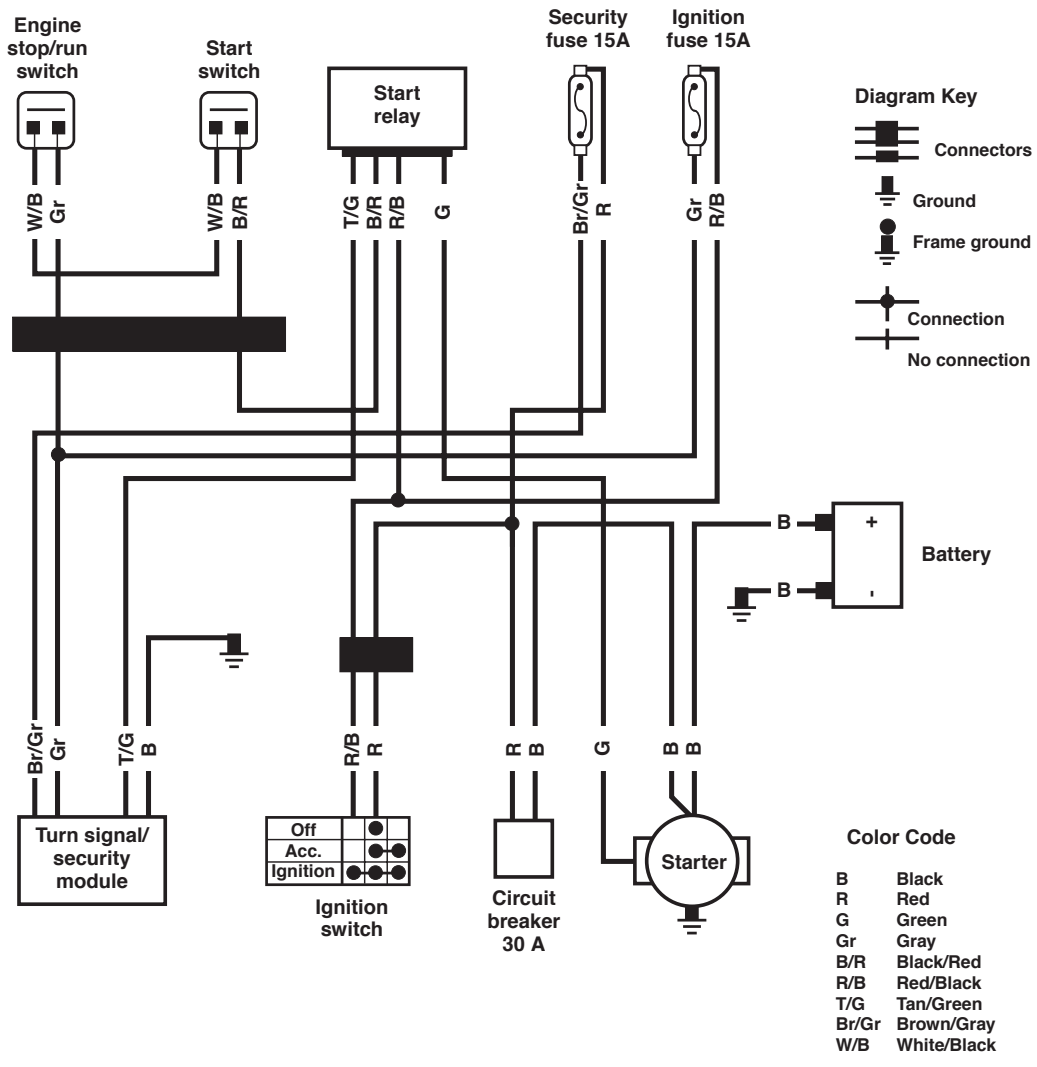 Engine
stop/run
switch
Start
switch
Start
relay
Security
fuse 15A
Ignition
fuse 15A
Diagram Key
Connectors
Ground
Frame ground
Connection
No connection
W/B
Gr
W/B
B/R
T/G
B/R
R/B
G
Br/Gr
R
Gr
R/B
B
+
Battery
B
-
Br/Gr
Gr
T/G
B
R/B
R
R
B
G
B
B
Turn signal/
security
module
Off
Acc.
Ignition
Ignition
switch
Circuit
breaker
30 A
Starter
Color Code
B Black
R Red
G Green
Gr Gray
B/R Black/Red
R/B Red/Black
T/G Tan/Green
Br/Gr Brown/Gray
W/B White/Black